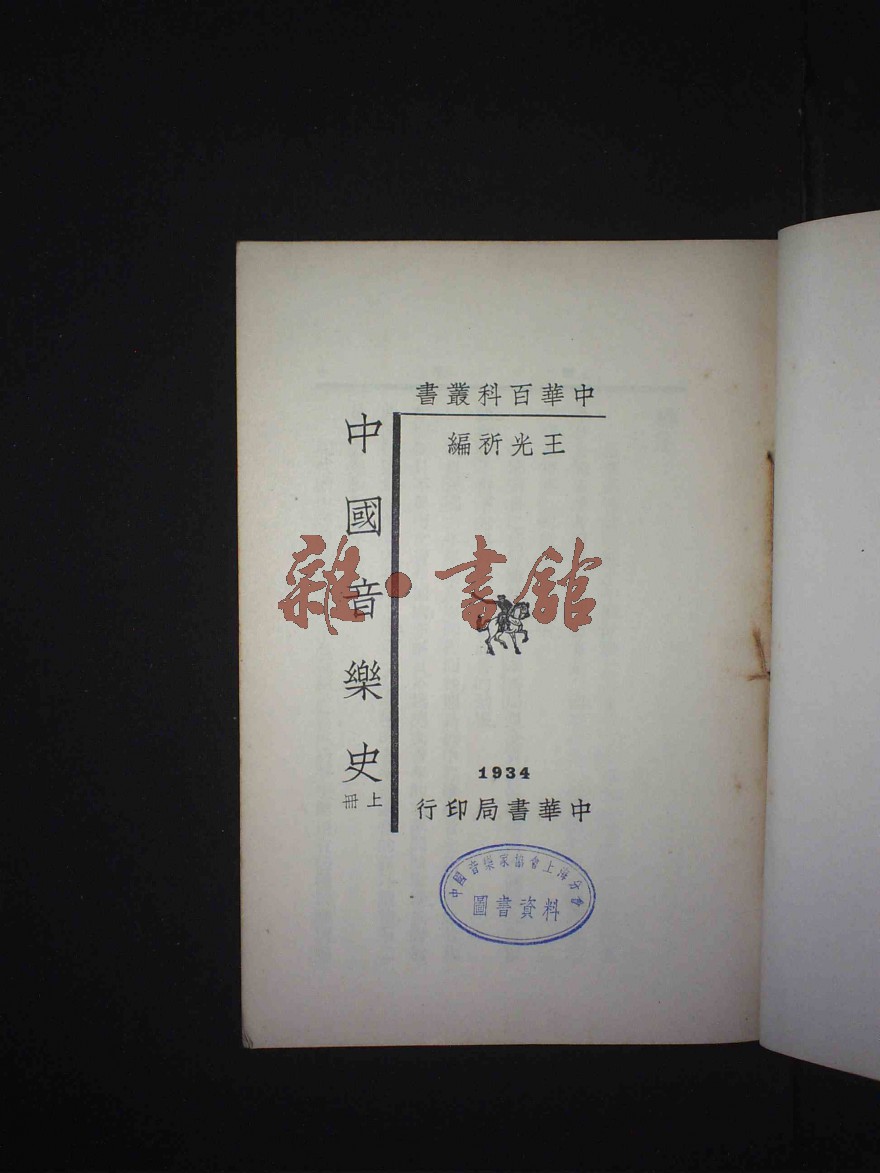 中華百科叢書
王光祈編
中國音樂史
上冊
1934
中華書局印行
中國音樂家協會上海分會
圖書資料
雜·書館